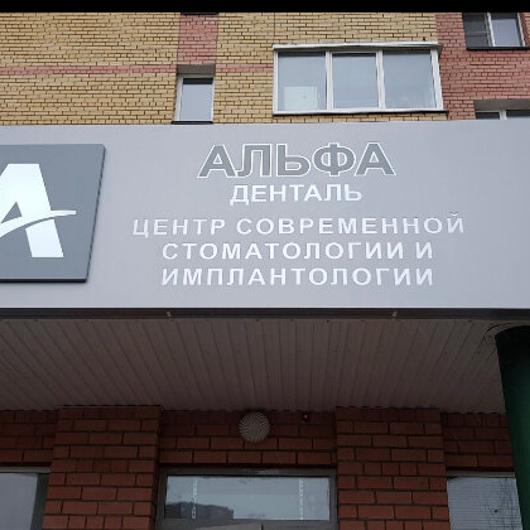 А
АЛЬФА
ДЕНТАЛЬ
ЦЕНТР СОВРЕМЕННОЙ
СТОМАТОЛОГИИ И
ИМПЛАНТОЛОГИИ